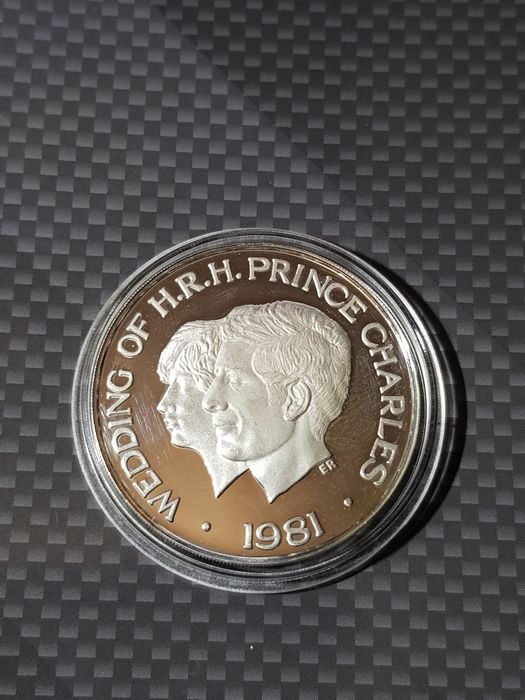 WEDDING OF H.R.H. PRINCE CHARLES
ER
• 1981 •